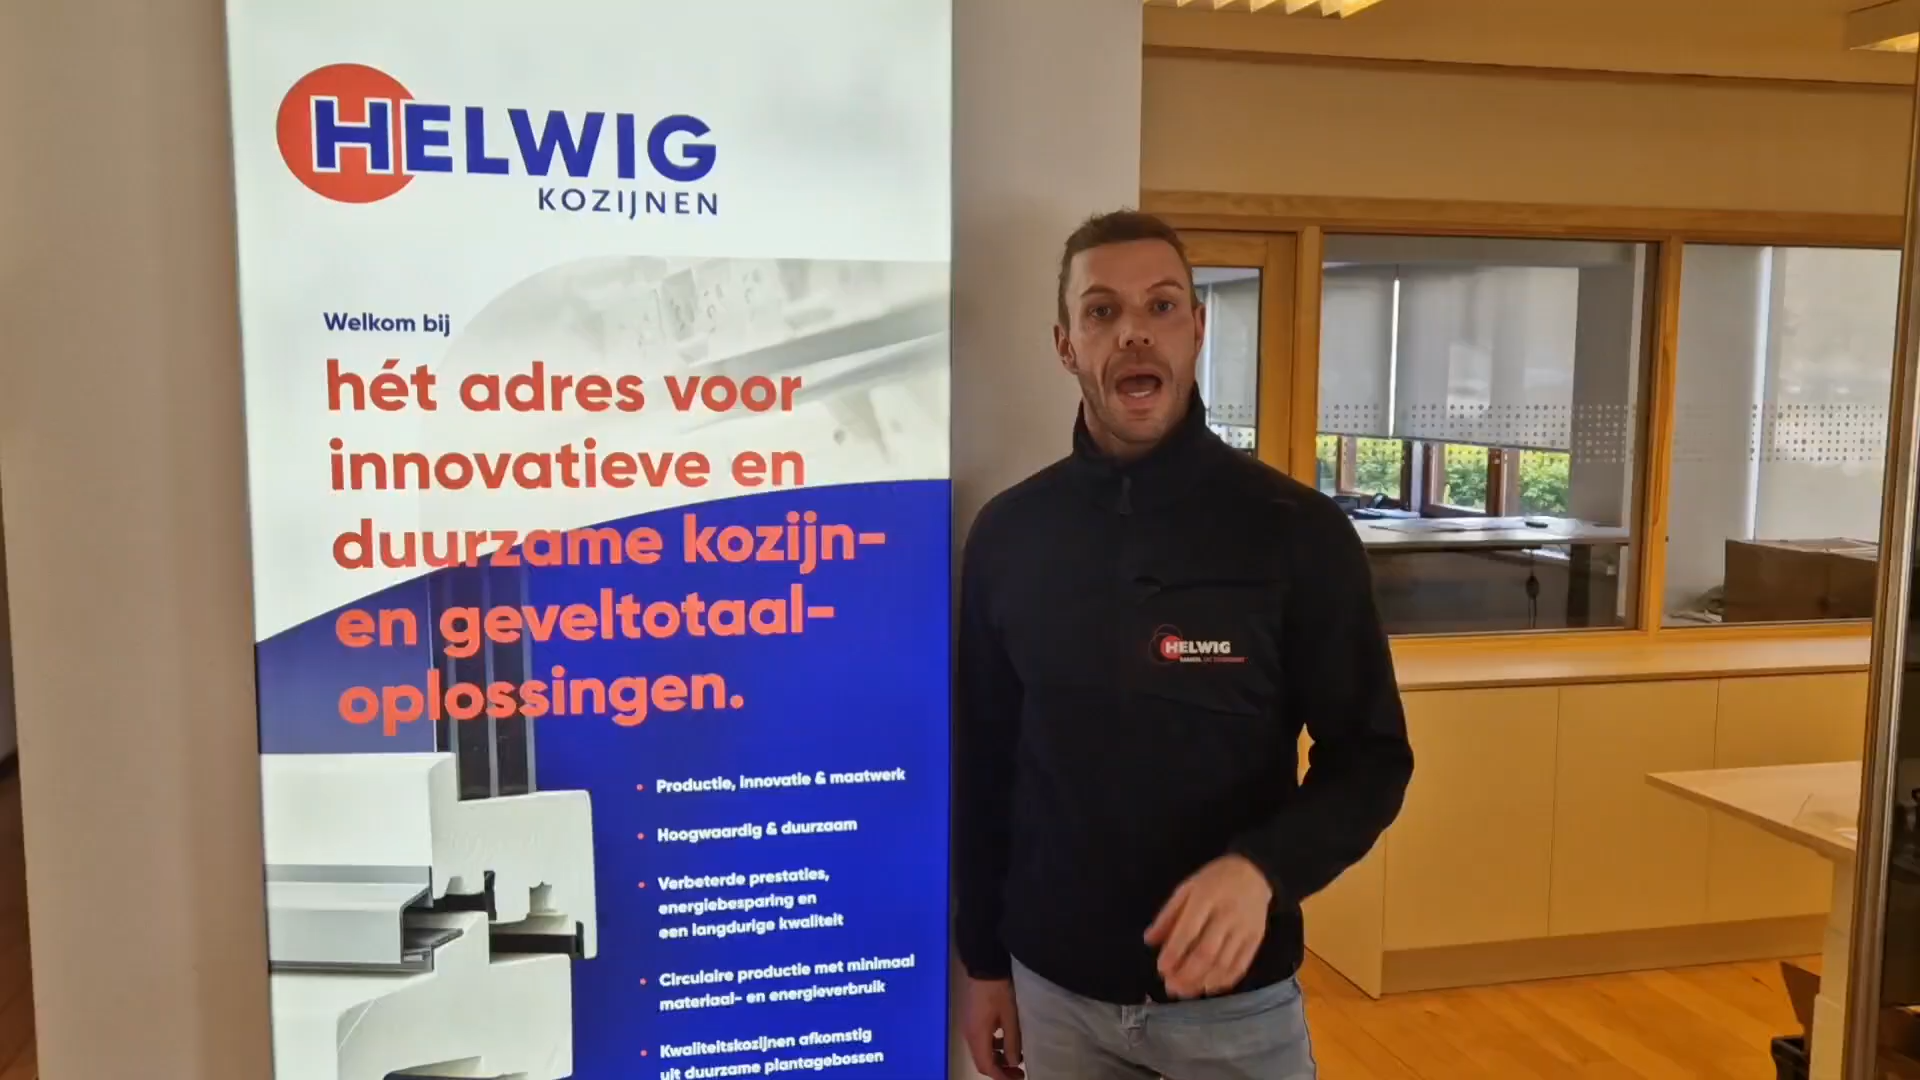 HELWIG
KOZIJNEN
Welkom bij
hét adres voor
innovatieve en
duurzame kozijn-
en geveltotaal-
oplossingen.
• Productie, innovatie & maatwerk
• Hoogwaardig & duurzaam
• Verbeterde prestaties,
energiebesparing en
een langdurige kwaliteit
• Circulaire productie met minimaal
materiaal- en energieverbruik
• Kwaliteitskozijnen afkomstig
uit duurzame plantagebossen
HELWIG